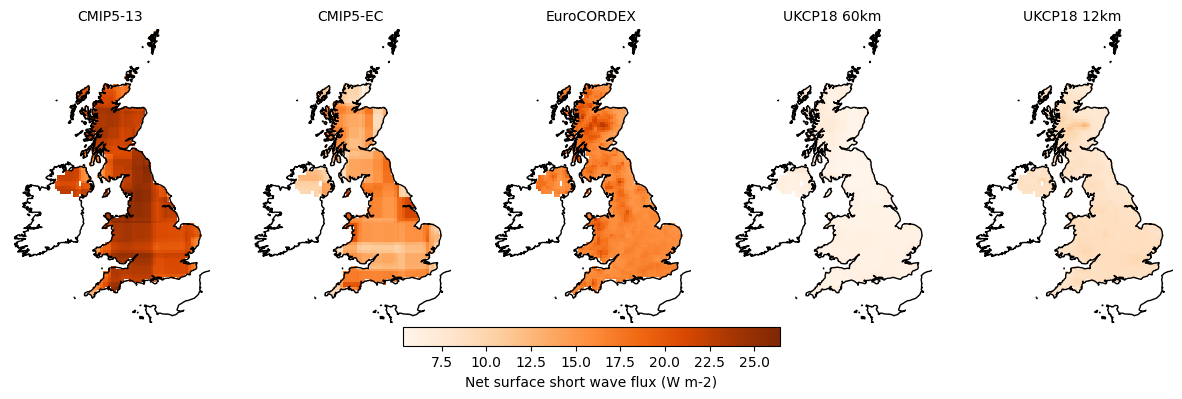 CMIP5-13 CMIP5-EC EuroCORDEX UKCP18 60km UKCP18 12km
7.5 10.0 12.5 15.0 17.5 20.0 22.5 25.0
Net surface short wave flux (W m-2)